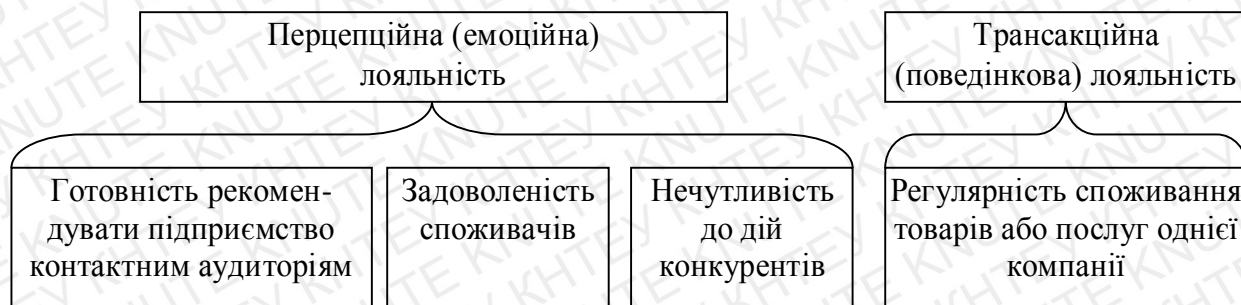 Перцепційна (емоційна)
лояльність
Трансакційна
(поведінкова) лояльність
Готовність рекомен-
дувати підприємство
контактним аудиторіям
Задоволеність
споживачів
Нечутливість
до дій
конкурентів
Регулярність споживання
товарів або послуг однієї
компанії